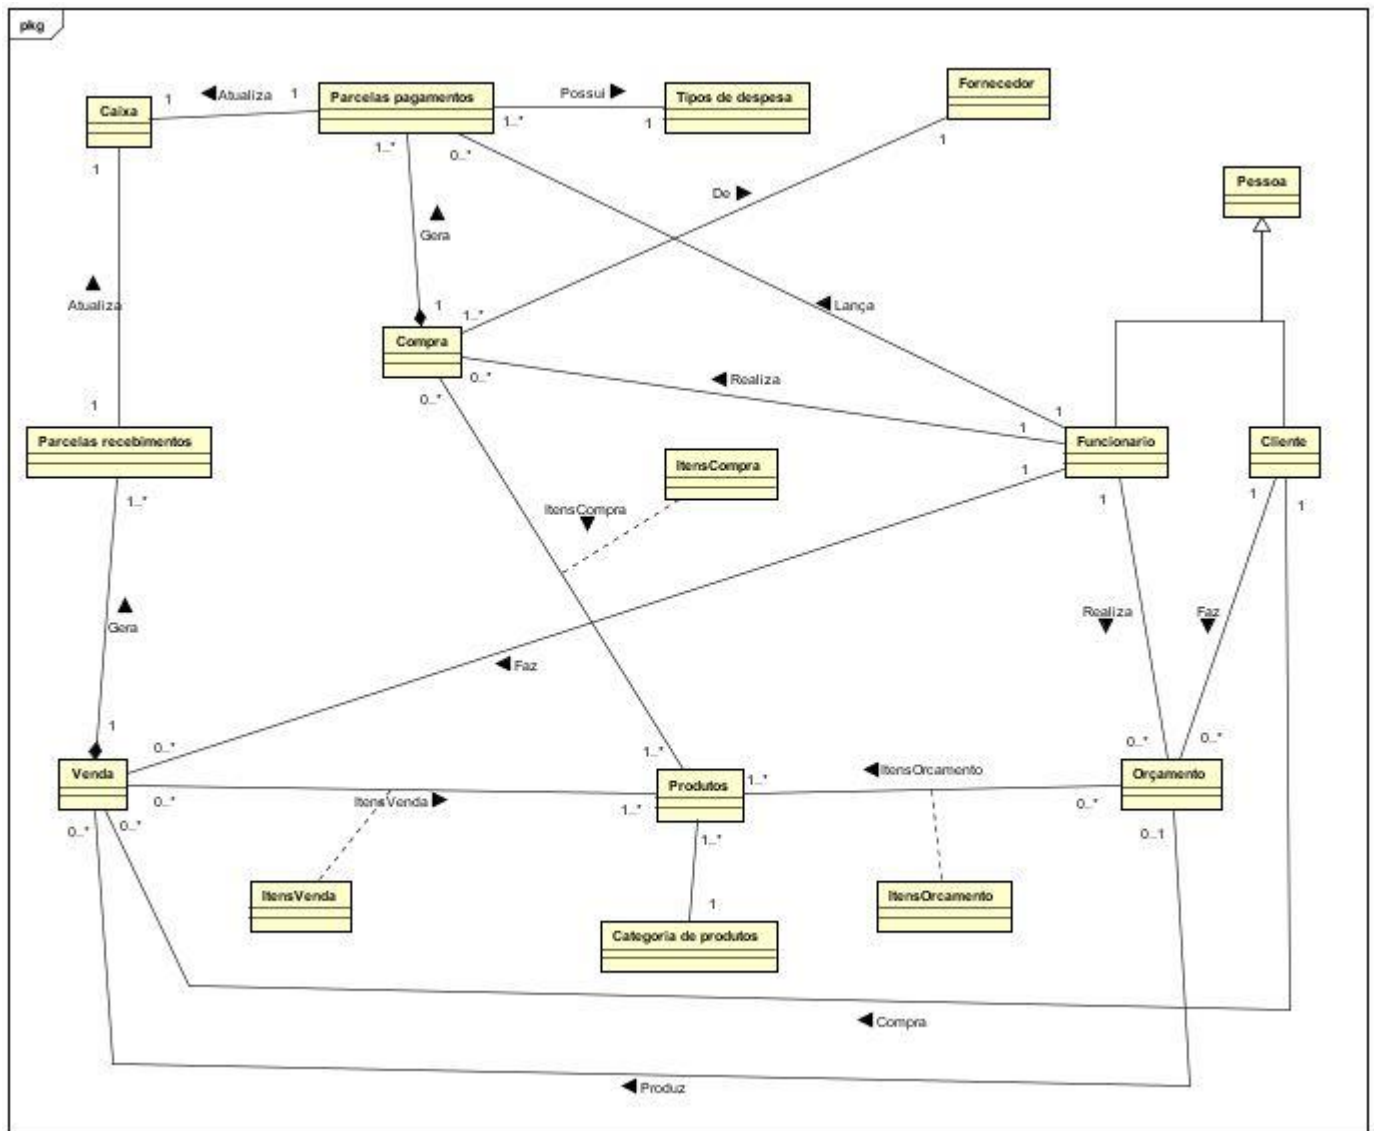 pkg
Fornecedor
Caixa
1
Atualiza
1
Parcelas pagamentos
Possui
Tipos de despesa
1..*
1
1
1..*
0..*
1
Pessoa
De
Gera
Atualiza
Lança
1
1..*
Compra
0..*
0..*
Realiza
1
1
1
Parcelas recebimentos
Funcionario
Cliente
1..*
ItensCompra
1
1
1
1
ItensCompra
Gera
Realiza
Faz
Faz
1
0..*
1..*
0..*
0..*
Venda
Produtos
1..*
ItensOrcamento
Orçamento
0..*
ItensVenda
1..*
0..*
0..*
0..*
1..*
0..1
ItensVenda
1
ItensOrcamento
Categoria de produtos
Compra
Produz